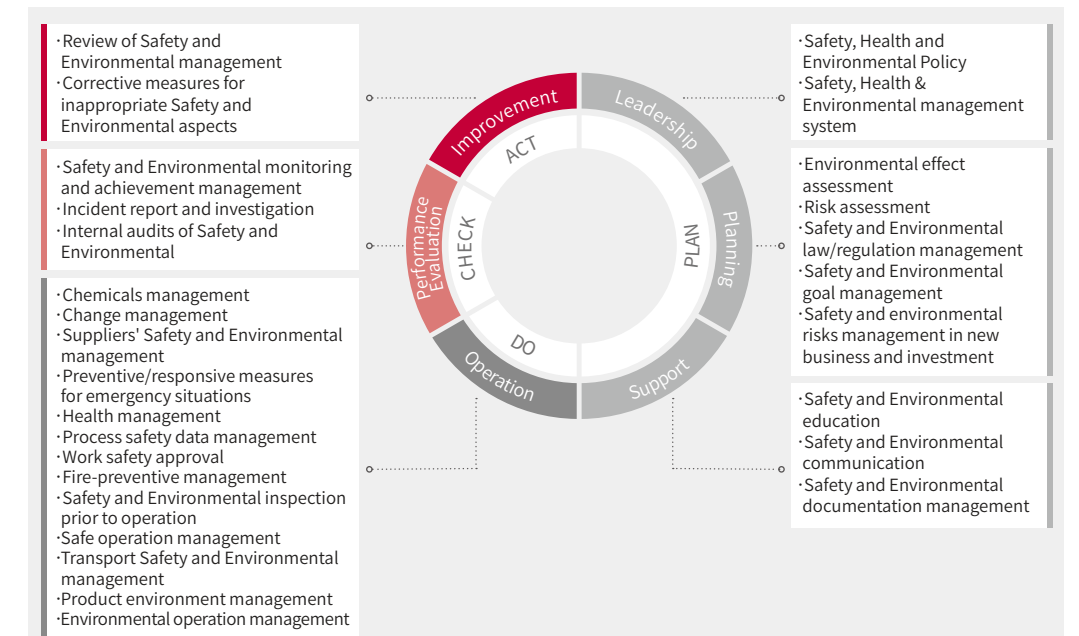 ·Review of Safety and
Environmental management
·Corrective measures for
inappropriate Safety and
Environmental aspects
·Safety and Environmental monitoring
and achievement management
·Incident report and investigation
·Internal audits of Safety and
Environmental
·Chemicals management
·Change management
·Suppliers' Safety and Environmental
management
·Preventive/responsive measures
for emergency situations
·Health management
·Process safety data management
·Work safety approval
·Fire-preventive management
·Safety and Environmental inspection
prior to operation
·Safe operation management
·Transport Safety and Environmental
management
·Product environment management
·Environmental operation management
Improvement
Leadership
Performance
Evaluation
Planning
Operation
Support
ACT
CHECK
DO
PLAN
·Safety, Health and
Environmental Policy
·Safety, Health &
Environmental management
system
·Environmental effect
assessment
·Risk assessment
·Safety and Environmental
law/regulation management
·Safety and Environmental
goal management
·Safety and environmental
risks management in new
business and investment
·Safety and Environmental
education
·Safety and Environmental
communication
·Safety and Environmental
documentation management